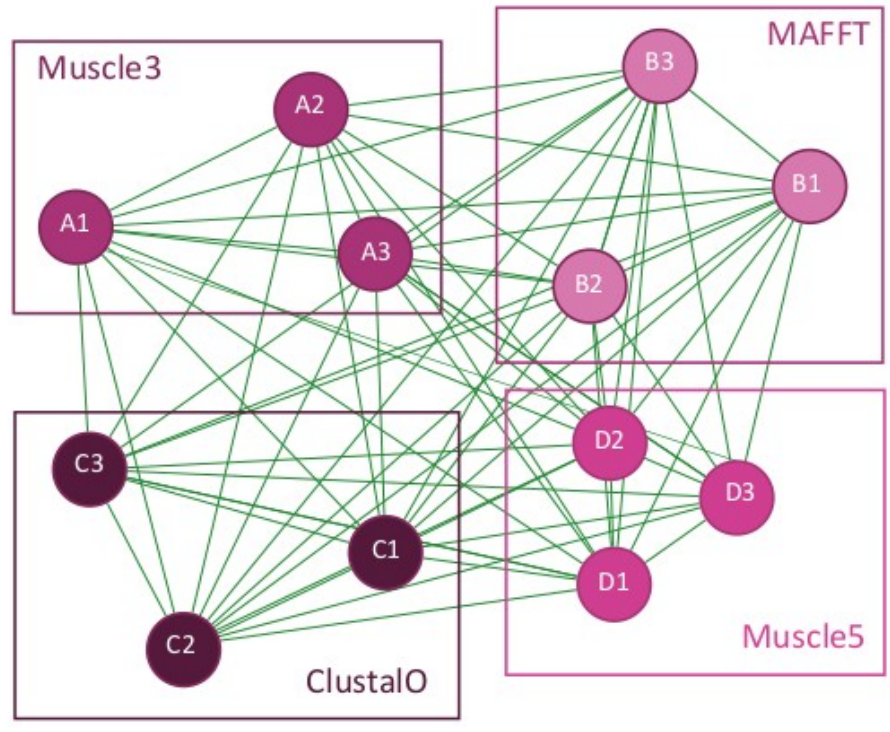 MAFFT
Muscle3
B3
A2
B1
A1
A3
B2
D2
C3
D3
C1
D1
C2
Muscle5
ClustalO